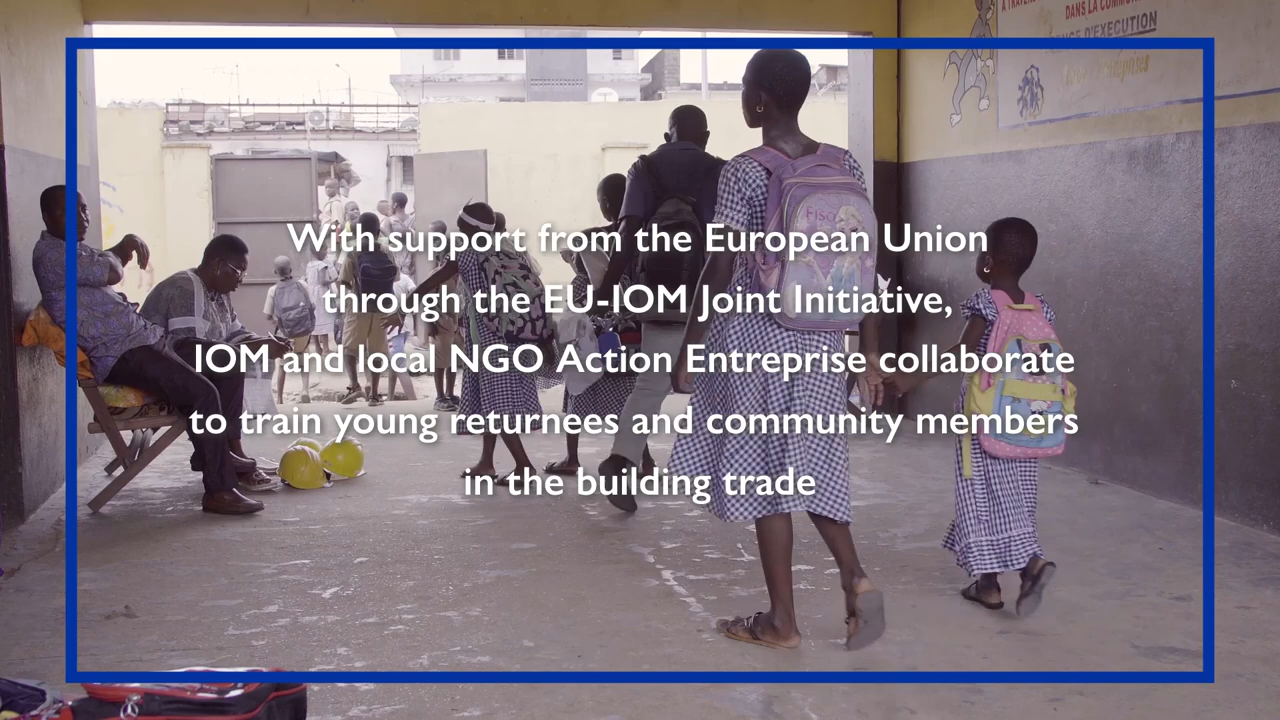 DANS LA COMMUN
D'EXECUTION
With support from the European Union
through the EU-IOM Joint Initiative,
IOM and local NGO Action Entreprise collaborate
to train young returnees and community members
in the building trade